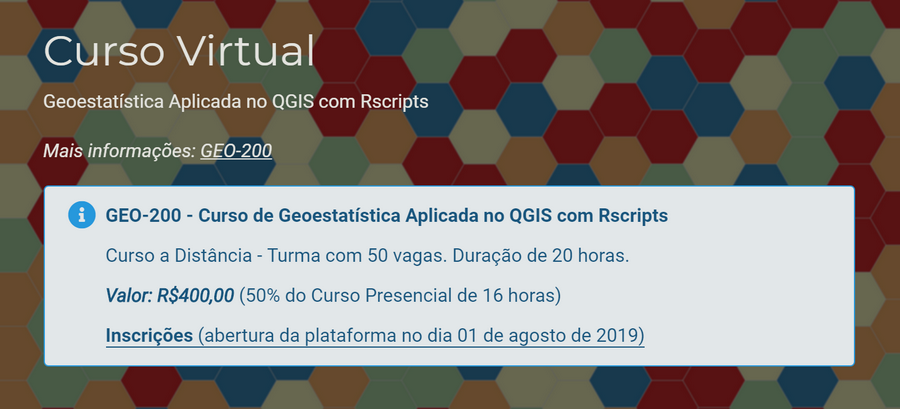 Curso Virtual
Geoestatística Aplicada no QGIS com Rscripts
Mais informações: GEO-200
GEO-200 - Curso de Geoestatística Aplicada no QGIS com Rscripts
Curso a Distância - Turma com 50 vagas. Duração de 20 horas.
Valor: R$400,00 (50% do Curso Presencial de 16 horas)
Inscrições (abertura da plataforma no dia 01 de agosto de 2019)